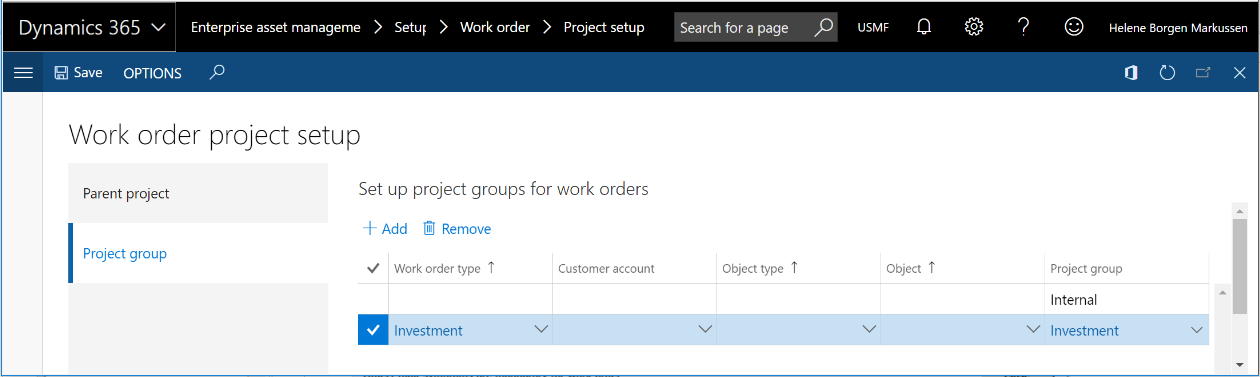 Dynamics 365 Enterprise asset manageme Setup Work order Project setup Search for a page USMF Helene Borgen Markussen
Save OPTIONS
Work order project setup
Parent project
Project group
Set up project groups for work orders
Add Remove
Work order type Customer account Object type Object Project group
Internal
Investment Investment